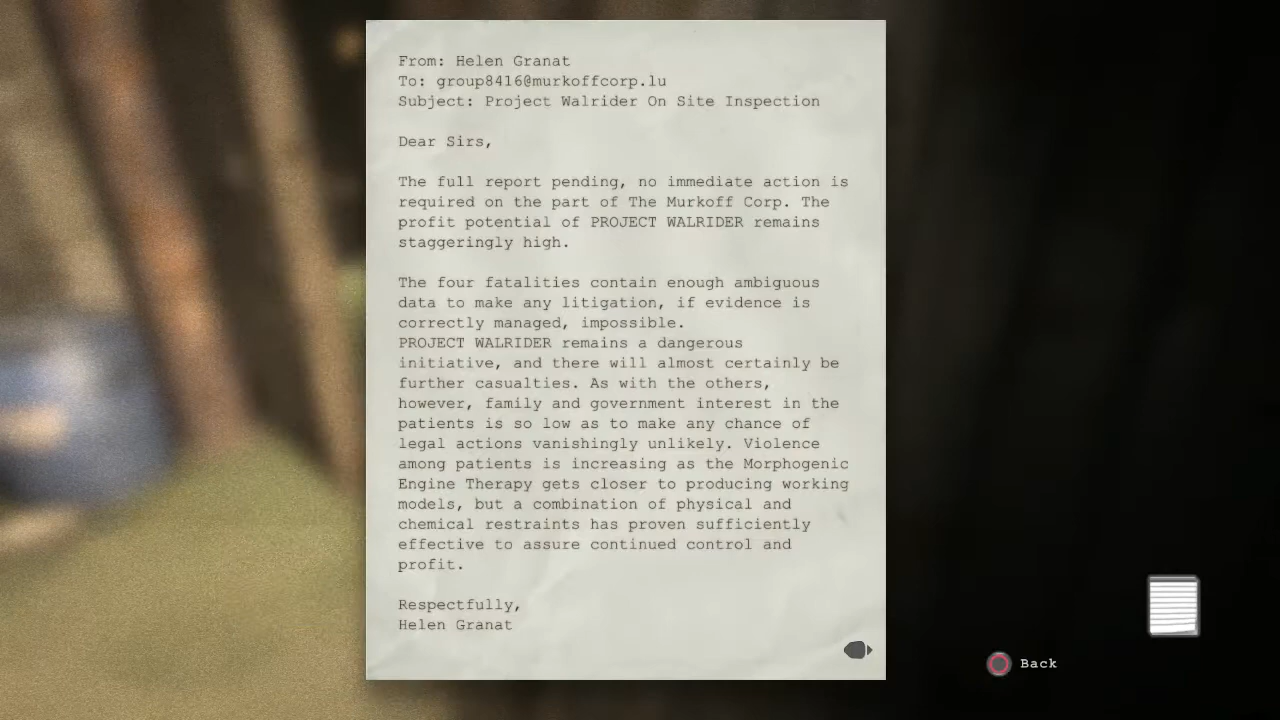 From: Helen Granat
To: group8416@murkoffcorp.lu
Subject: Project Walrider On Site Inspection
Dear Sirs,
The full report pending, no immediate action is
required on the part of The Murkoff Corp. The
profit potential of PROJECT WALRIDER remains
staggeringly high.
The four fatalities contain enough ambiguous
data to make any litigation, if evidence is
correctly managed, impossible.
PROJECT WALRIDER remains a dangerous
initiative, and there will almost certainly be
further casualties. As with the others,
however, family and government interest in the
patients is so low as to make any chance of
legal actions vanishingly unlikely. Violence
among patients is increasing as the Morphogenic
Engine Therapy gets closer to producing working
models, but a combination of physical and
chemical restraints has proven sufficiently
effective to assure continued control and
profit.
Respectfully,
Helen Granat
Back